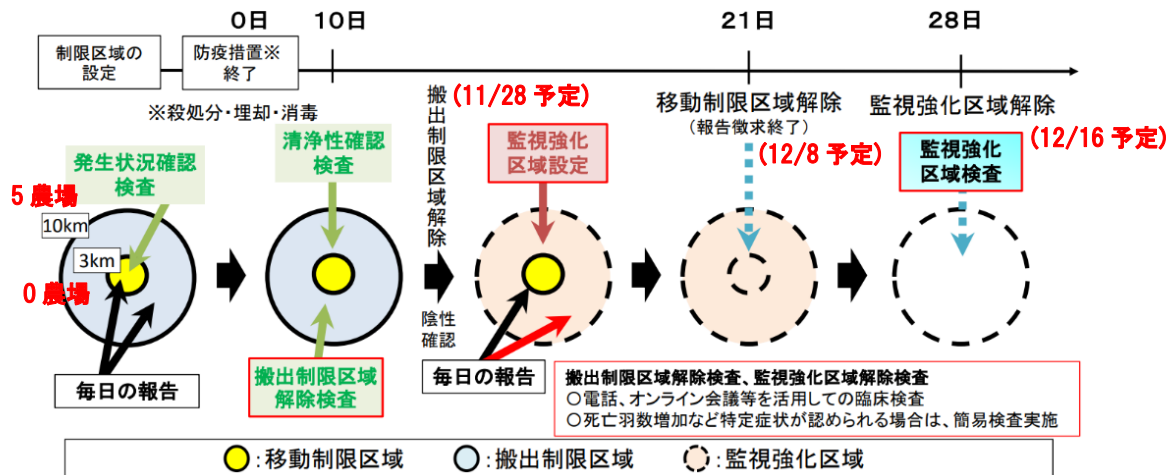 0日
10日
21日
28日
制限区域の
設定
防疫措置※
終了
※殺処分・埋却・消毒
発生状況確認
検査
清浄性確認
検査
搬出制限区域解除
(11/28 予定)
監視強化
区域設定
移動制限区域解除
(報告徴求終了)
(12/8 予定)
監視強化区域解除
監視強化
区域検査
(12/16 予定)
5 農場
10km
3km
0 農場
陰性
確認
毎日の報告
搬出制限区域
解除検査
毎日の報告
搬出制限区域解除検査、監視強化区域解除検査
○電話、オンライン会議等を活用しての臨床検査
○死亡羽数増加など特定症状が認められる場合は、簡易検査実施
:移動制限区域
:搬出制限区域
:監視強化区域